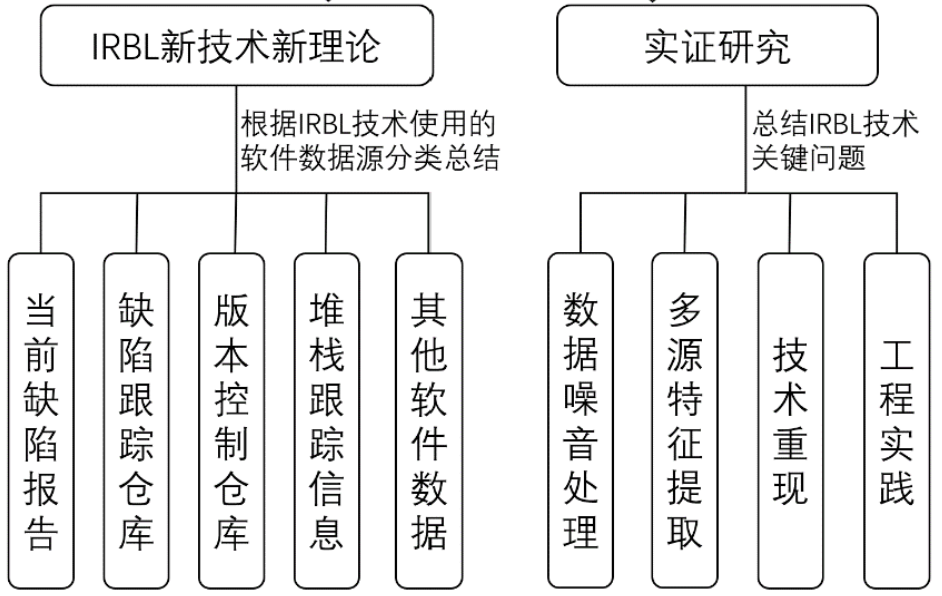 IRBL新技术新理论
实证研究
根据IRBL技术使用的
软件数据源分类总结
总结IRBL技术
关键问题
当前缺陷报告
缺陷跟踪仓库
版本控制仓库
堆栈跟踪信息
其他软件数据
数据噪音处理
多源特征提取
技术重现
工程实践